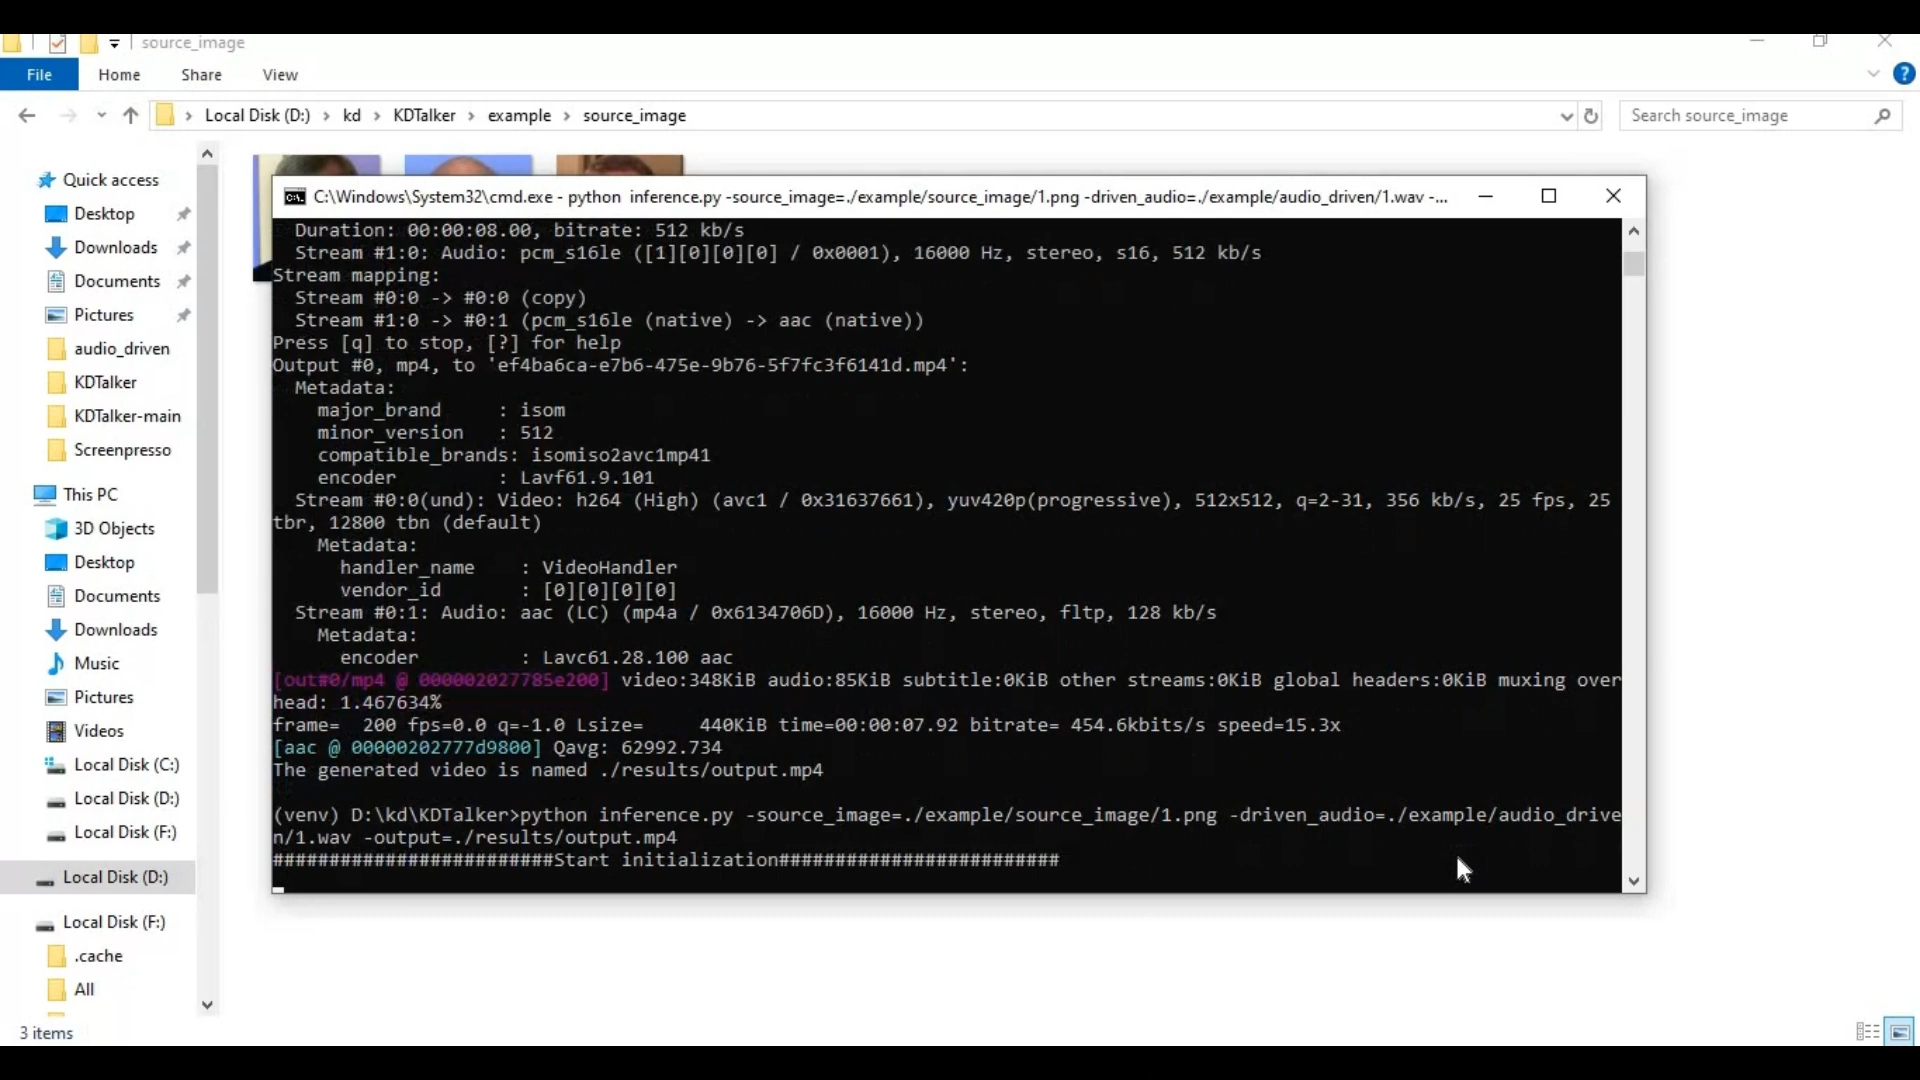 source_image
File
Home
Share
View
Local Disk (D:) > kd > KDTalker > example > source_image
Search source_image
Quick access
Desktop
Downloads
Documents
Pictures
audio_driven
KDTalker
KDTalker-main
Screenpresso
This PC
3D Objects
Desktop
Documents
Downloads
Music
Pictures
Videos
Local Disk (C:)
Local Disk (D:)
Local Disk (F:)
Local Disk (D:)
Local Disk (F:)
.cache
All
3 items
C:\Windows\System32\cmd.exe - python  inference.py -source_image=./example/source_image/1.png -driven_audio=./example/audio_driven/1.wav -...
Duration: 00:00:08.00, bitrate: 512 kb/s
Stream #1:0: Audio: pcm_s16le ([1][0][0][0] / 0x0001), 16000 Hz, stereo, s16, 512 kb/s
Stream mapping:
Stream #0:0 -> #0:0 (copy)
Stream #1:0 -> #0:1 (pcm_s16le (native) -> aac (native))
Press [q] to stop, [?] for help
Output #0, mp4, to 'ef4ba6ca-e7b6-475e-9b76-5f7fc3f6141d.mp4':
Metadata:
major_brand     : isom
minor_version   : 512
compatible_brands: isomiso2avc1mp41
encoder         : Lavf61.9.101
Stream #0:0(und): Video: h264 (High) (avc1 / 0x31637661), yuv420p(progressive), 512x512, q=2-31, 356 kb/s, 25 fps, 25
tbr, 12800 tbn (default)
Metadata:
handler_name    : VideoHandler
vendor_id       : [0][0][0][0]
Stream #0:1: Audio: aac (LC) (mp4a / 0x6134706D), 16000 Hz, stereo, fltp, 128 kb/s
Metadata:
encoder         : Lavc61.28.100 aac
[out#0/mp4 @ 000002027785e200] video:348KiB audio:85KiB subtitle:0KiB other streams:0KiB global headers:0KiB muxing over
head: 1.467634%
frame=  200 fps=0.0 q=-1.0 Lsize=     440KiB time=00:00:07.92 bitrate= 454.6kbits/s speed=15.3x
[aac @ 00000202777d9800] Qavg: 62992.734
The generated video is named ./results/output.mp4
(venv) D:\kd\KDTalker>python inference.py -source_image=./example/source_image/1.png -driven_audio=./example/audio_drive
n/1.wav -output=./results/output.mp4
#########################Start initialization#########################